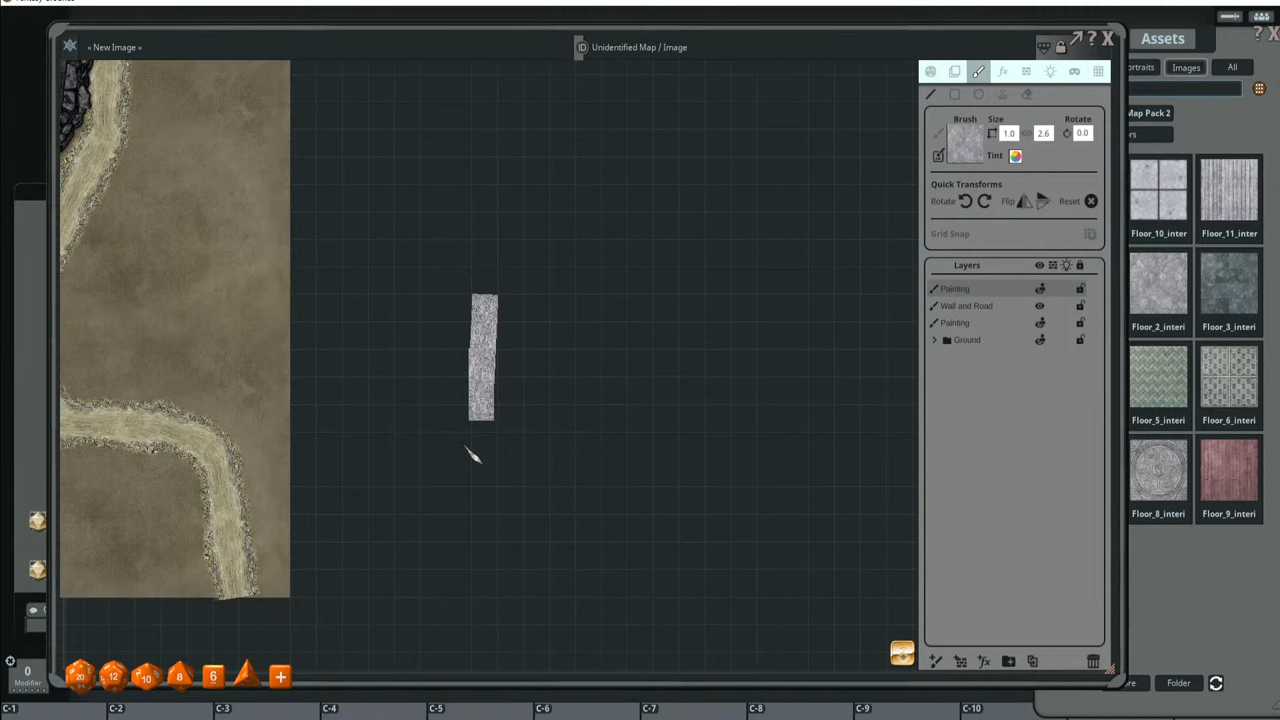 « New Image »
ID Unidentified Map / Image
Assets
Images
All
Map Pack 2
Brush
Size
Rotate
1.0
2.6
0.0
Tint
Quick Transforms
Rotate
Flip
Reset
Grid Snap
Layers
Painting
Wall and Road
Painting
Ground
Floor_10_inter
Floor_11_inter
Floor_2_interi
Floor_3_interi
Floor_5_interi
Floor_6_interi
Floor_8_interi
Floor_9_interi
Folder
20
12
10
8
6
+
0
Modifier
C-1
C-2
C-3
C-4
C-5
C-6
C-7
C-8
C-9
C-10